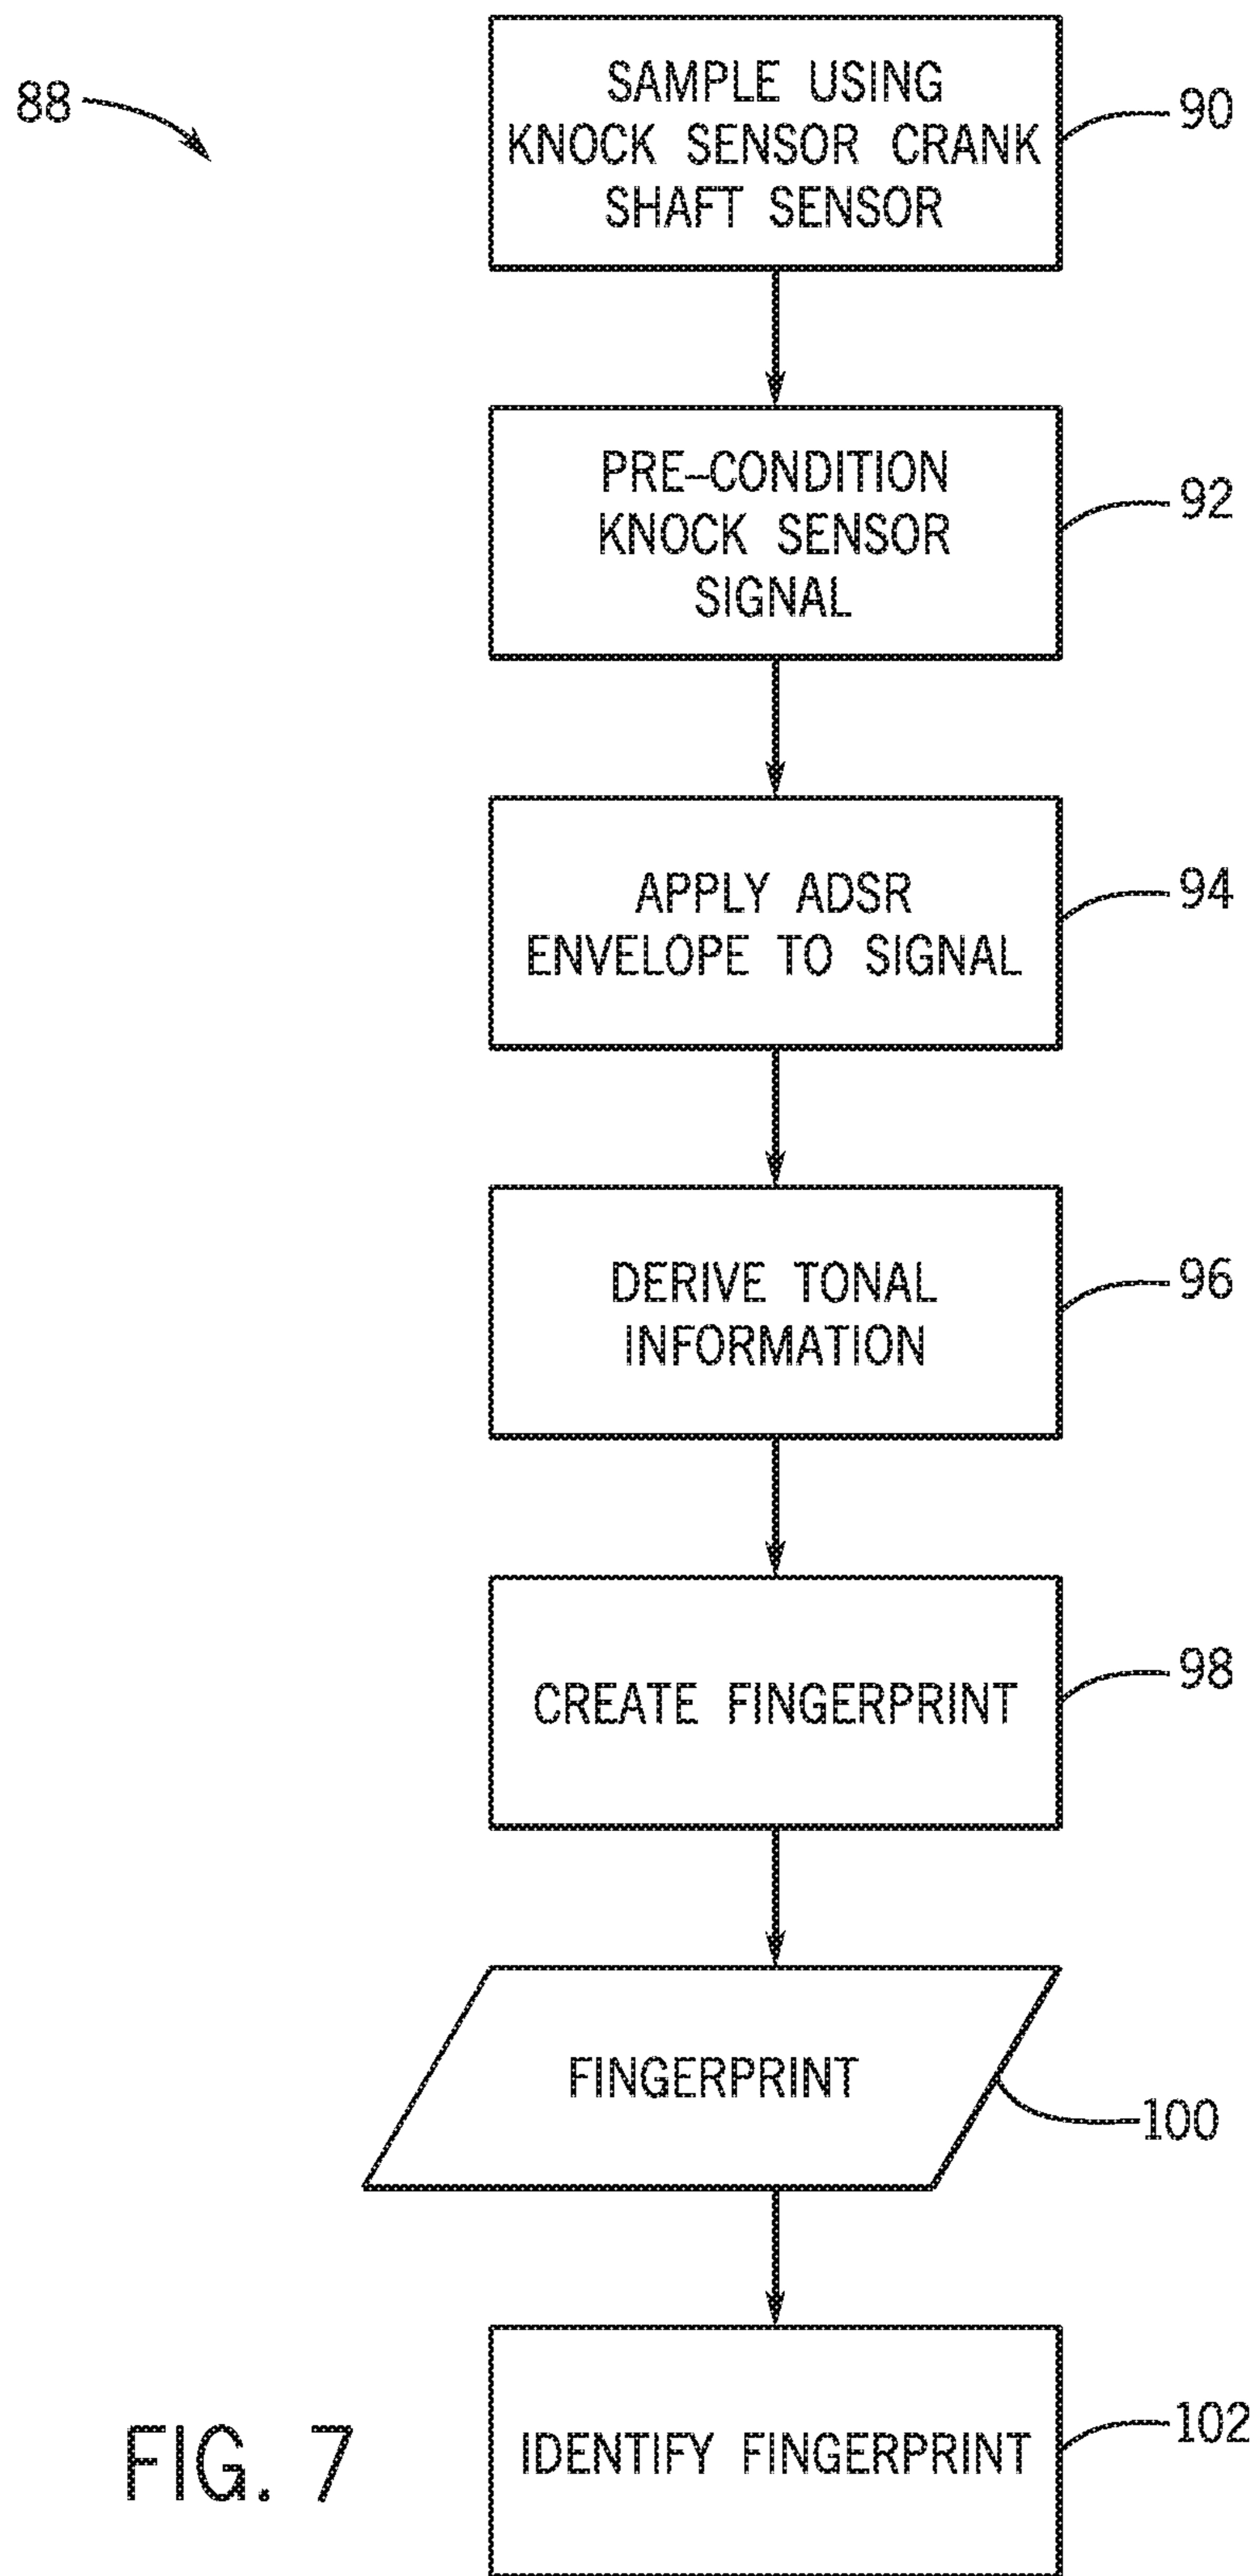 88
SAMPLE USING
KNOCK SENSOR CRANK
SHAFT SENSOR
90
PRE-CONDITION
KNOCK SENSOR
SIGNAL
92
APPLY ADSR
ENVELOPE TO SIGNAL
94
DERIVE TONAL
INFORMATION
96
CREATE FINGERPRINT
98
FINGERPRINT
100
IDENTIFY FINGERPRINT
102
FIG. 7